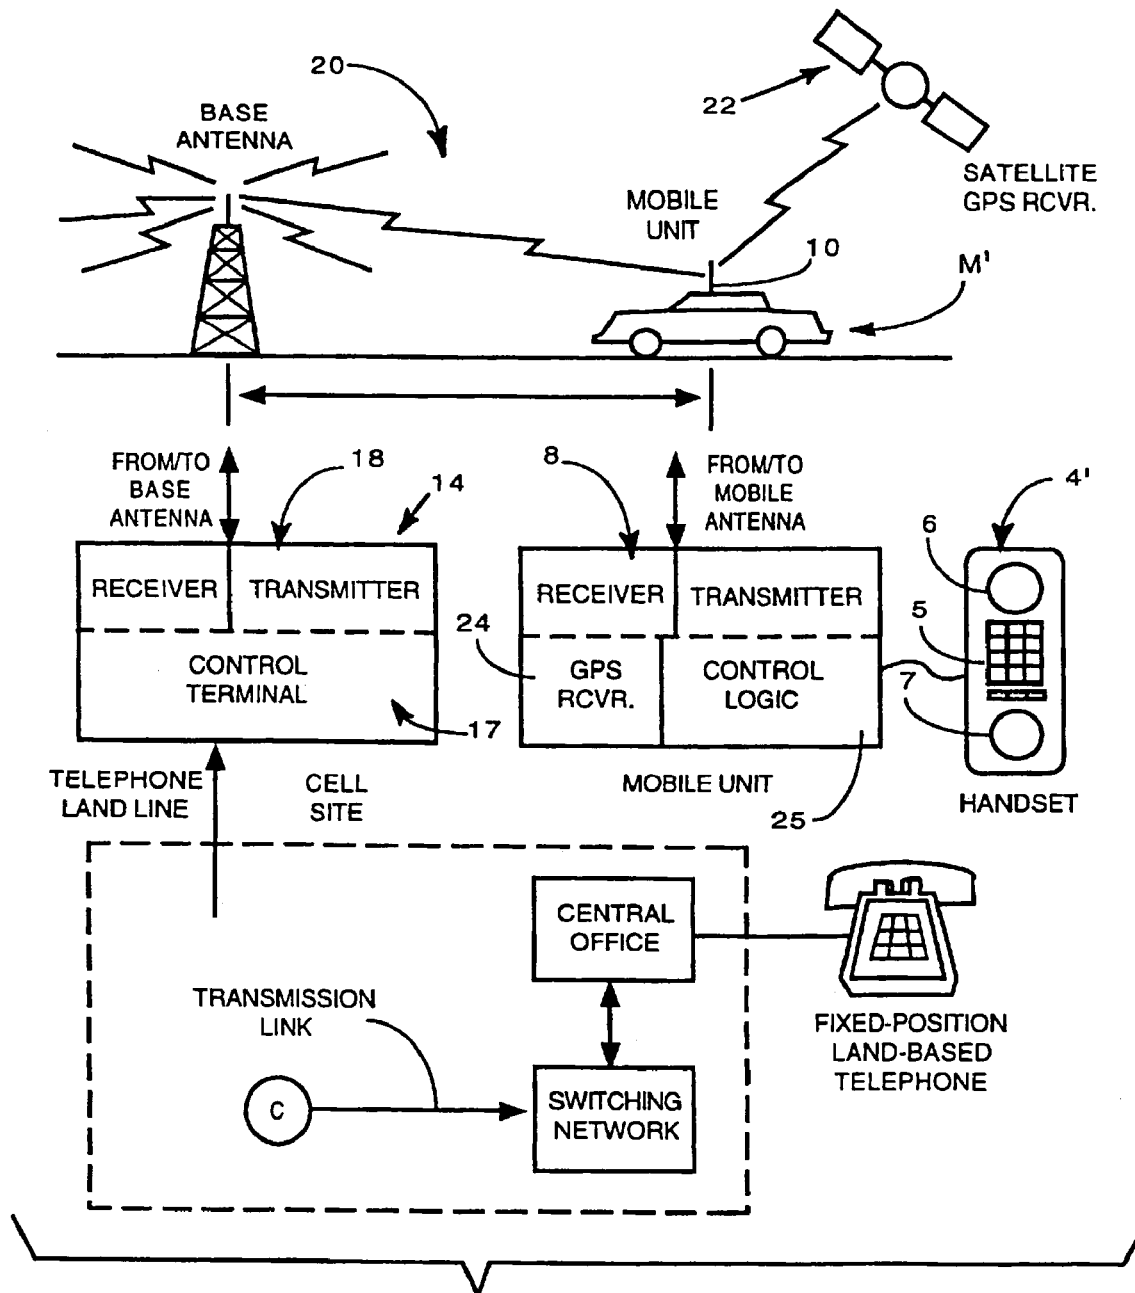 20
BASE
ANTENNA
22
SATELLITE
GPS RCVR.
MOBILE
UNIT
10
M'
FROM/TO
BASE
ANTENNA
18
14
8
FROM/TO
MOBILE
ANTENNA
4'
6
RECEIVER
TRANSMITTER
RECEIVER
TRANSMITTER
5
24
CONTROL
TERMINAL
GPS
RCVR.
CONTROL
LOGIC
7
17
TELEPHONE
LAND LINE
CELL
SITE
MOBILE UNIT
25
HANDSET
CENTRAL
OFFICE
TRANSMISSION
LINK
FIXED-POSITION
LAND-BASED
TELEPHONE
C
SWITCHING
NETWORK